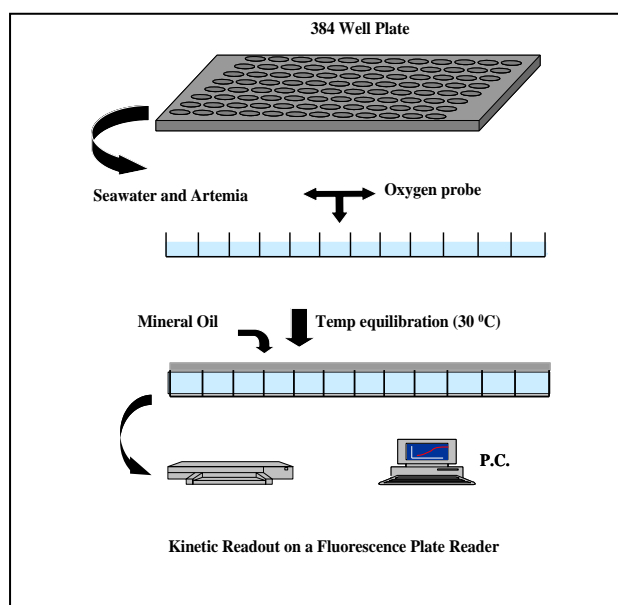 384 Well Plate
Seawater and Artemia
Oxygen probe
Mineral Oil
Temp equilibration (30 ⁰C)
P.C.
Kinetic Readout on a Fluorescence Plate Reader